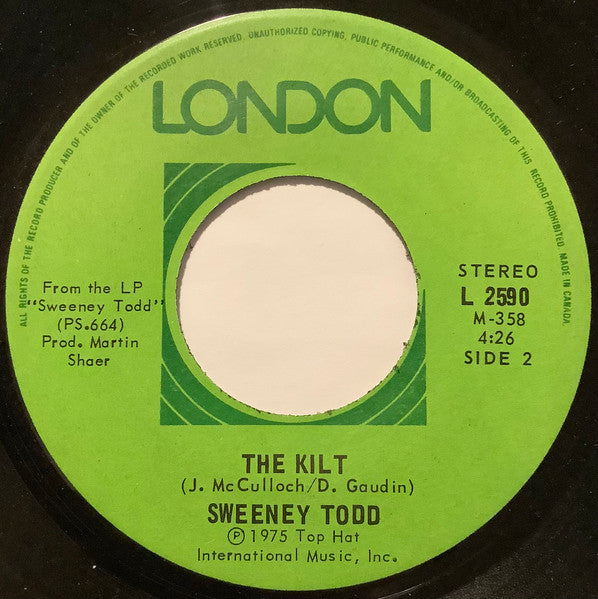 ALL RIGHTS OF THE RECORD PRODUCER AND OF THE OWNER OF THE RECORDED WORK RESERVED. UNAUTHORIZED COPYING, PUBLIC PERFORMANCE AND/OR BROADCASTING OF THIS RECORD PROHIBITED. MADE IN CANADA.
LONDON
From the LP
"Sweeney Todd"
(PS.664)
Prod. Martin
Shaer
STEREO
L 2590
M-358
4:26
SIDE 2
THE KILT
(J. McCulloch/D. Gaudin)
SWEENEY TODD
Ⓟ1975 Top Hat
International Music, Inc.